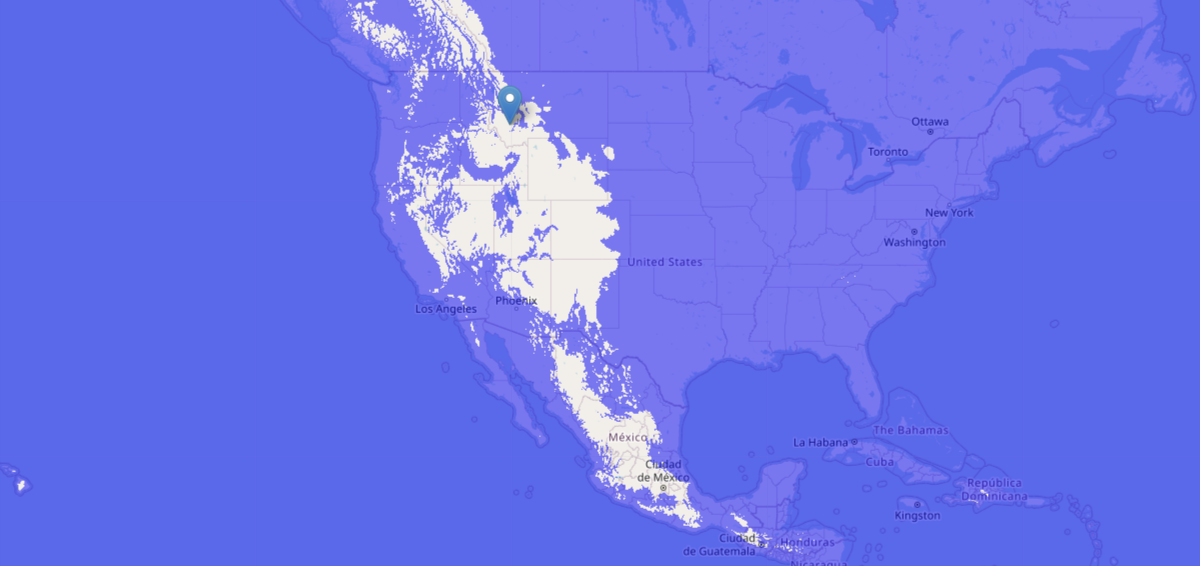 Ottawa
Toronto
New York
Washington
United States
Phoenix
Los Angeles
México
Ciudad
de México
La Habana
The Bahamas
Cuba
República
Dominicana
Kingston
Ciudad
de Guatemala
Honduras
Nicaragua